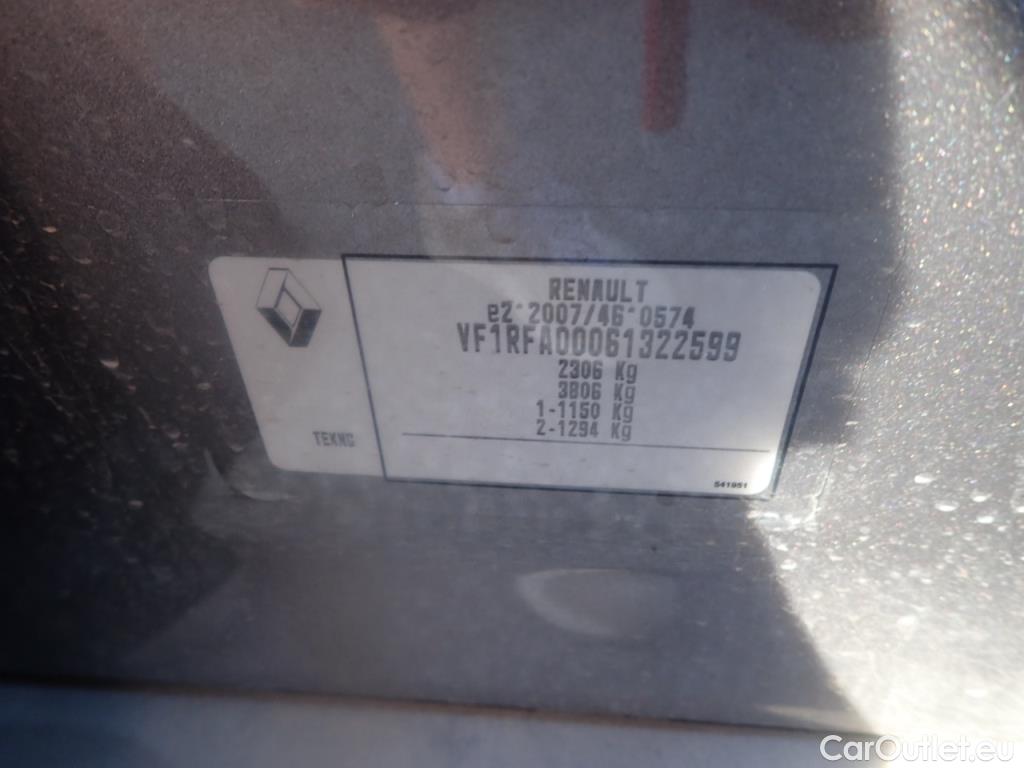 RENAULT
e2*2007/46*0574
VF1RFA00061322599
2306 Kg
3806 Kg
1-1150 Kg
2-1294 Kg
TEKNG
541951
CarOutlet.eu